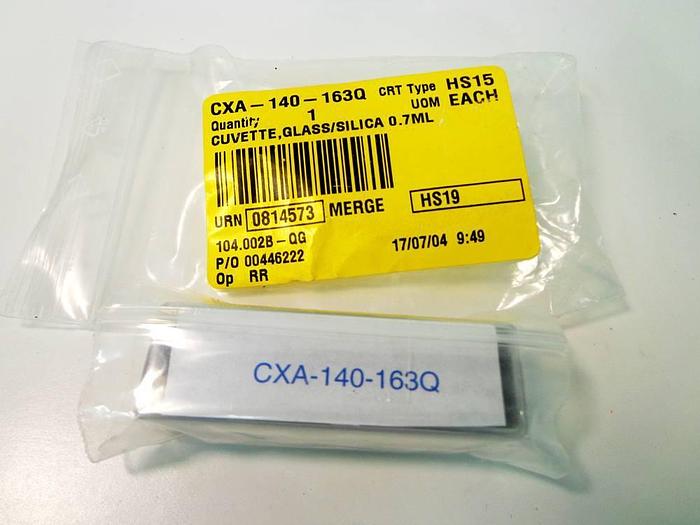 CXA-140-163Q CRT Type HS15
Quantity 1 UOM EACH
CUVETTE,GLASS/SILICA 0.7ML
URN 0814573 MERGE HS19
104.002B-QG 17/07/04 9:49
P/O 00446222
Op RR
CXA-140-163Q